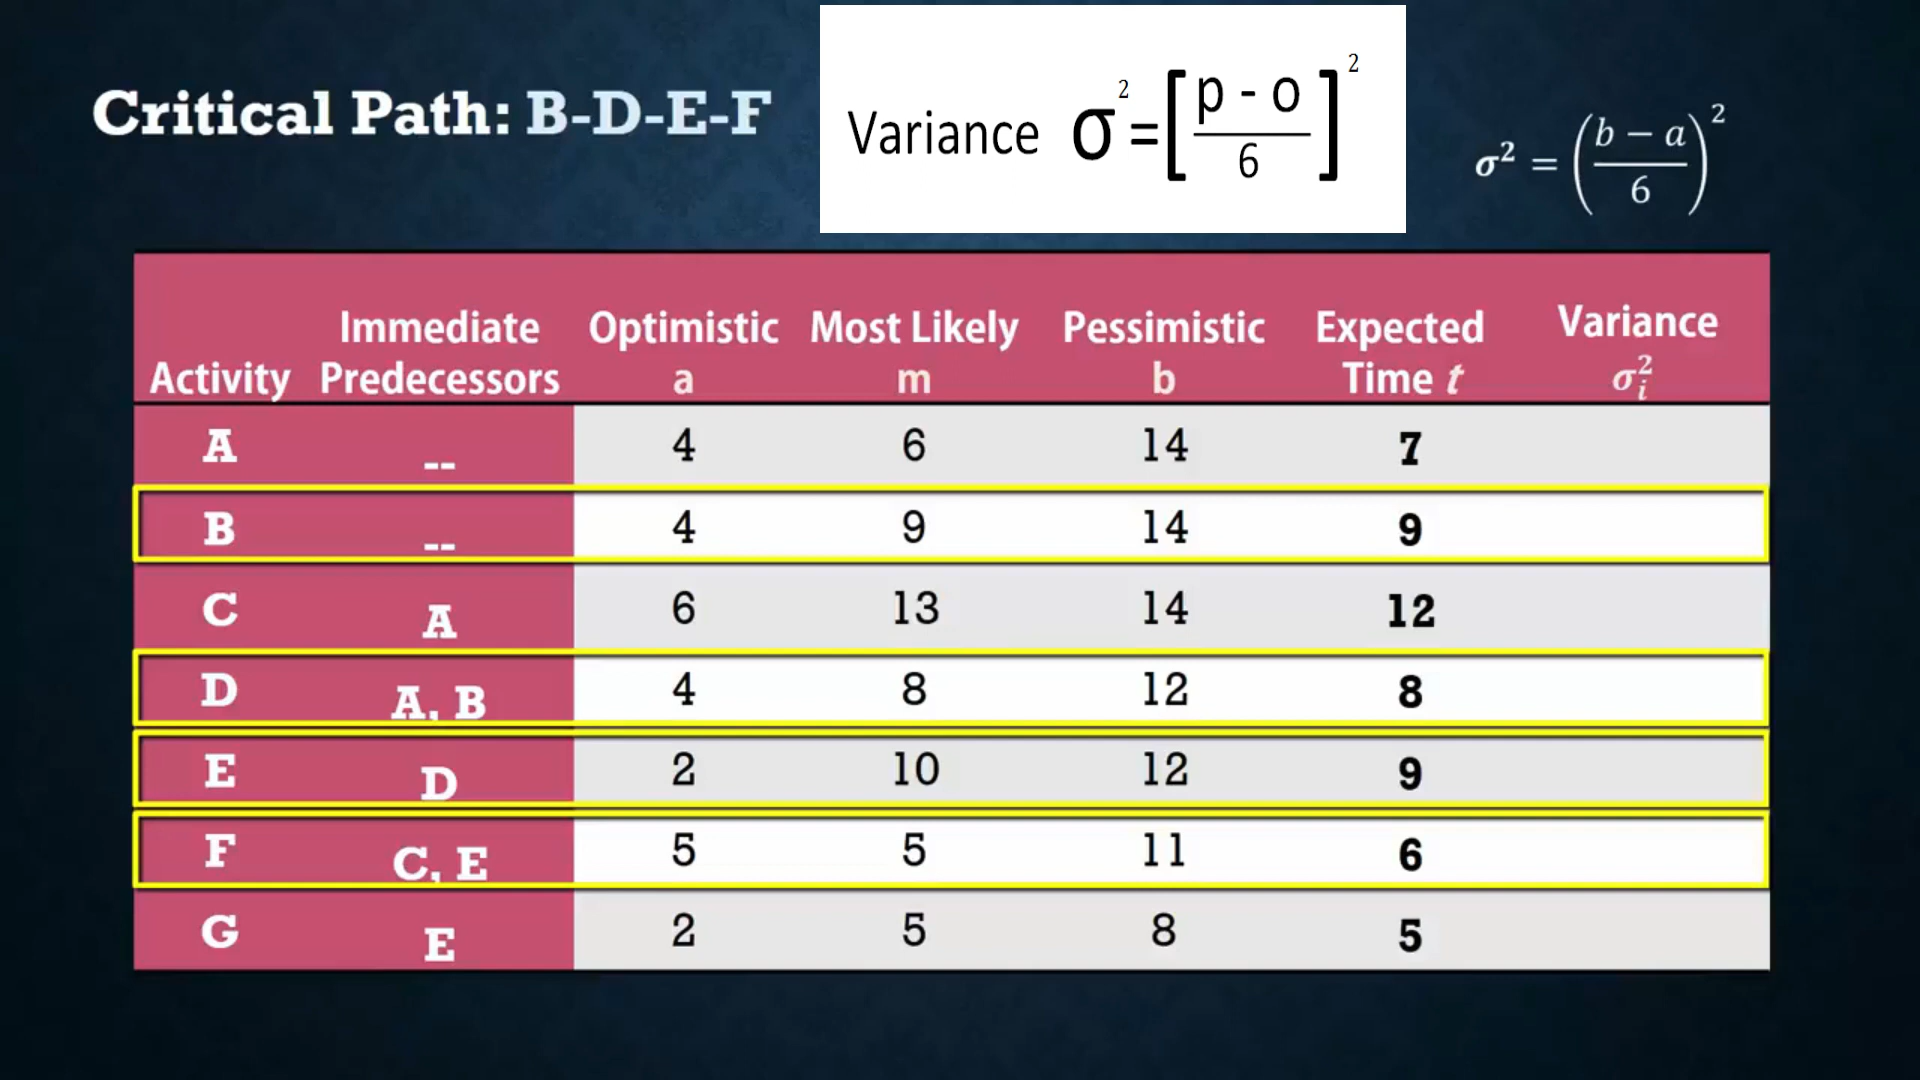 Critical Path: B-D-E-F
Variance σ² = [p - o / 6]²
σ² = (b − a / 6)²
Activity Immediate Predecessors Optimistic a Most Likely m Pessimistic b Expected Time t Variance σᵢ²
A -- 4 6 14 7
B -- 4 9 14 9
C A 6 13 14 12
D A, B 4 8 12 8
E D 2 10 12 9
F C, E 5 5 11 6
G E 2 5 8 5